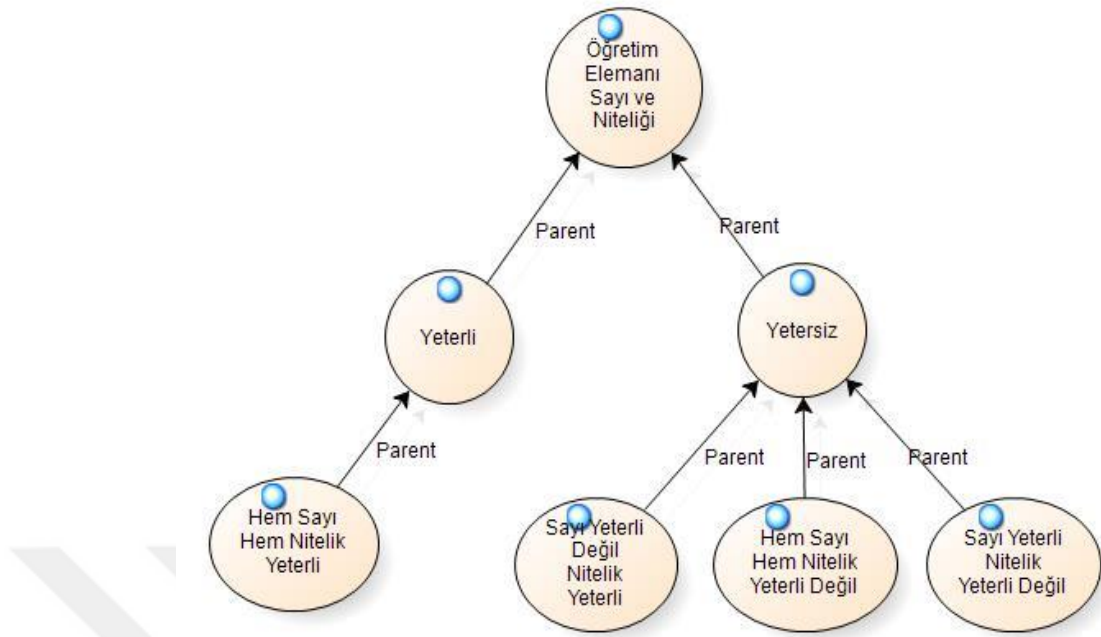 Öğretim
Elemanı
Sayı ve
Niteliği
Parent
Parent
Yeterli
Yetersiz
Parent
Parent
Parent
Parent
Hem Sayı
Hem Nitelik
Yeterli
Sayı Yeterli
Değil
Nitelik
Yeterli
Hem Sayı
Hem Nitelik
Yeterli Değil
Sayı Yeterli
Nitelik
Yeterli Değil